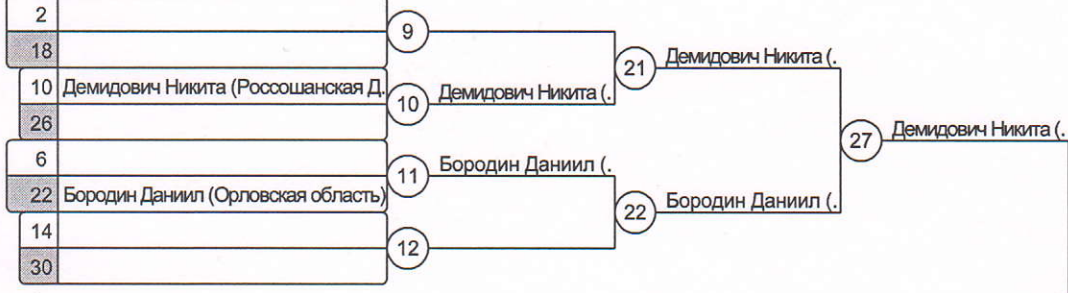 2
18
9
10 Демидович Никита (Россошанская Д.
26
10
Демидович Никита (.
21
Демидович Никита (.
6
22 Бородин Даниил (Орловская область)
11
Бородин Даниил (.
14
30
12
22
Бородин Даниил (.
27
Демидович Никита (.